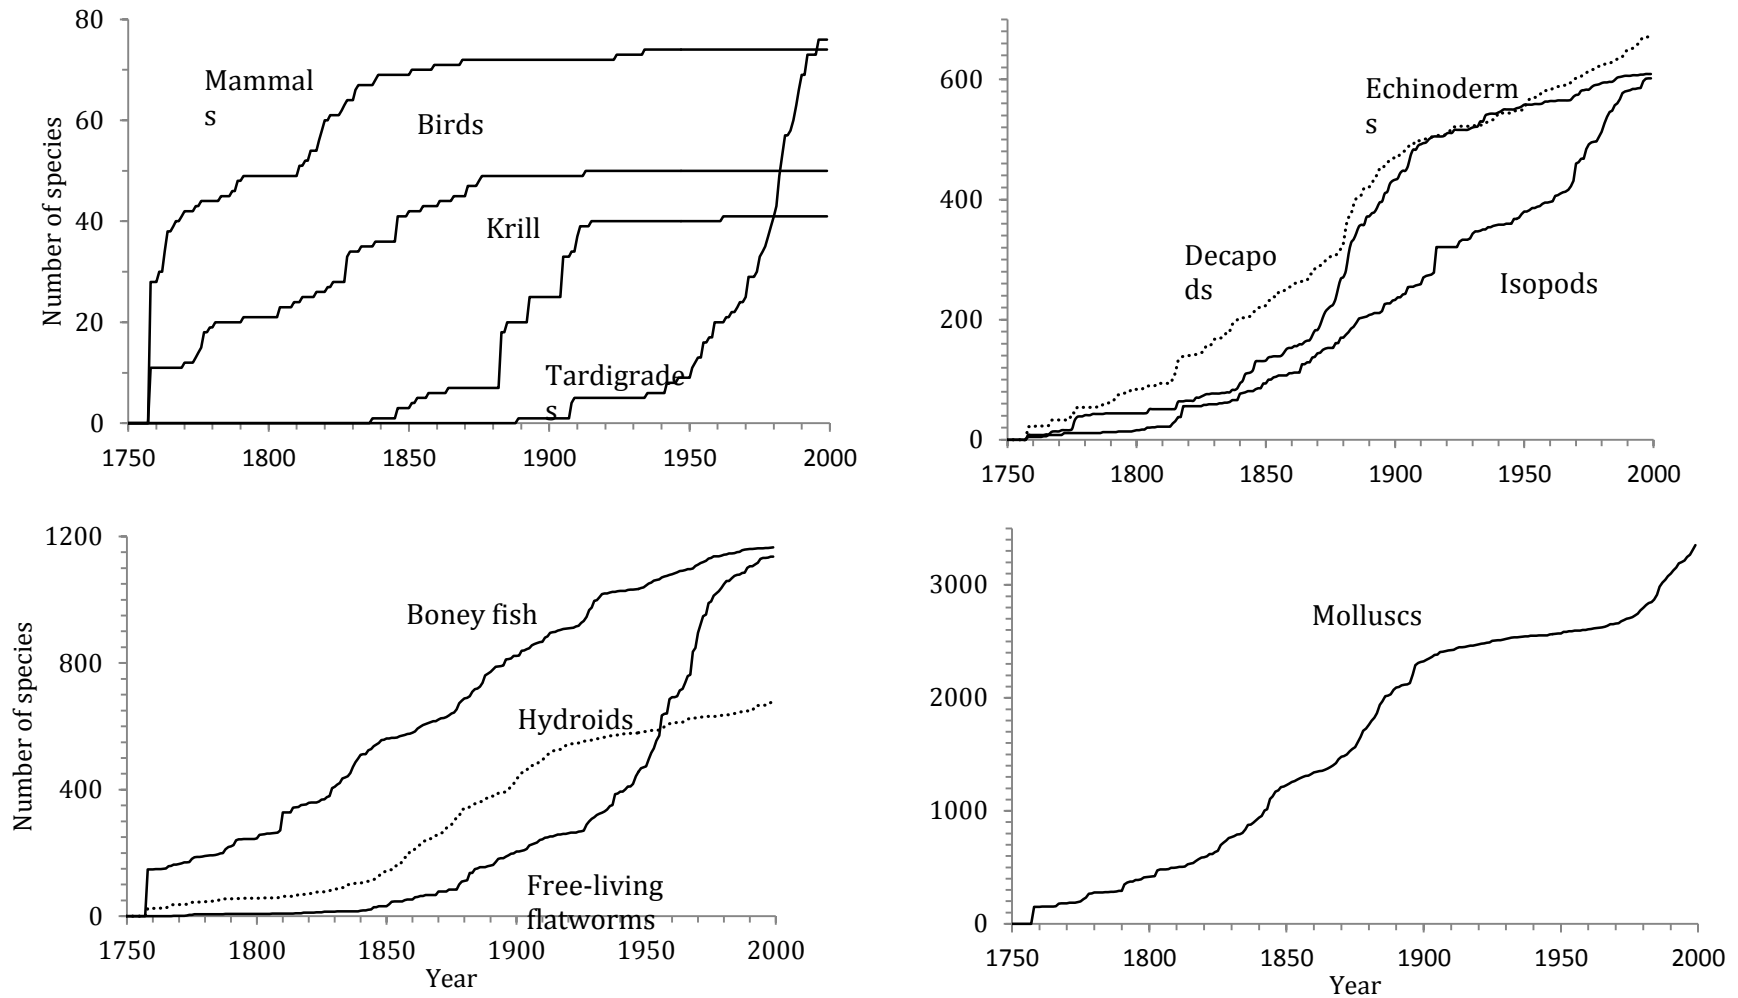 80
60
40
20
0
Number of species
Mammal
s
Birds
Krill
Tardigrade
s
1750 1800 1850 1900 1950 2000
600
400
200
0
Echinoderm
s
Decapo
ds
Isopods
1750 1800 1850 1900 1950 2000
1200
800
400
0
Number of species
Boney fish
Hydroids
Free-living
flatworms
1750 1800 1850 1900 1950 2000
Year
3000
2000
1000
0
Molluscs
1750 1800 1850 1900 1950 2000
Year